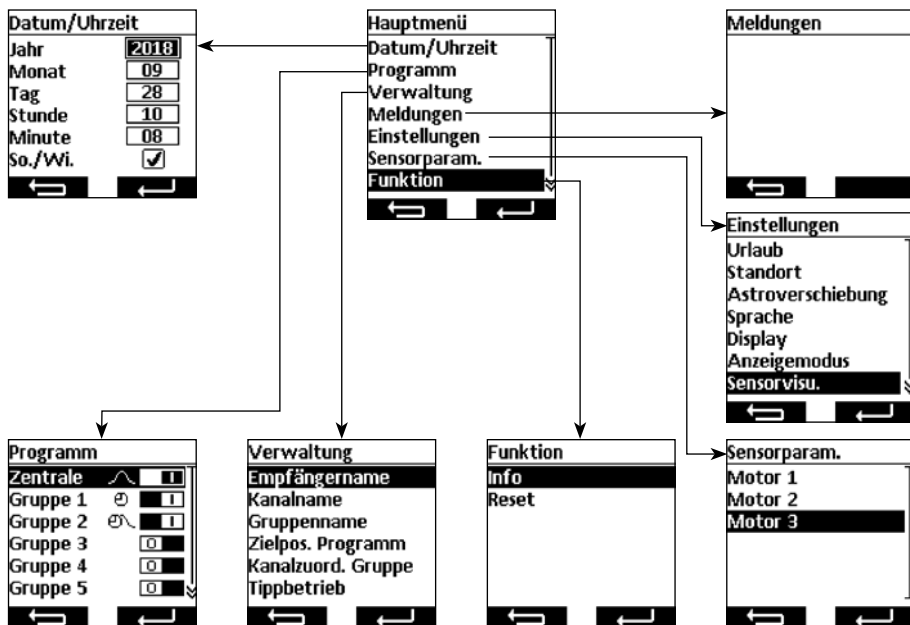 Datum/Uhrzeit
Jahr 2018
Monat 09
Tag 28
Stunde 10
Minute 08
So./Wi.
Hauptmenü
Datum/Uhrzeit
Programm
Verwaltung
Meldungen
Einstellungen
Sensorparam.
Funktion
Meldungen
Einstellungen
Urlaub
Standort
Astroverschiebung
Sprache
Display
Anzeigemodus
Sensorvisu.
Programm
Zentrale I
Gruppe 1 I
Gruppe 2 I
Gruppe 3 0
Gruppe 4 0
Gruppe 5 0
Verwaltung
Empfängername
Kanalname
Gruppenname
Zielpos. Programm
Kanalzuord. Gruppe
Tippbetrieb
Funktion
Info
Reset
Sensorparam.
Motor 1
Motor 2
Motor 3